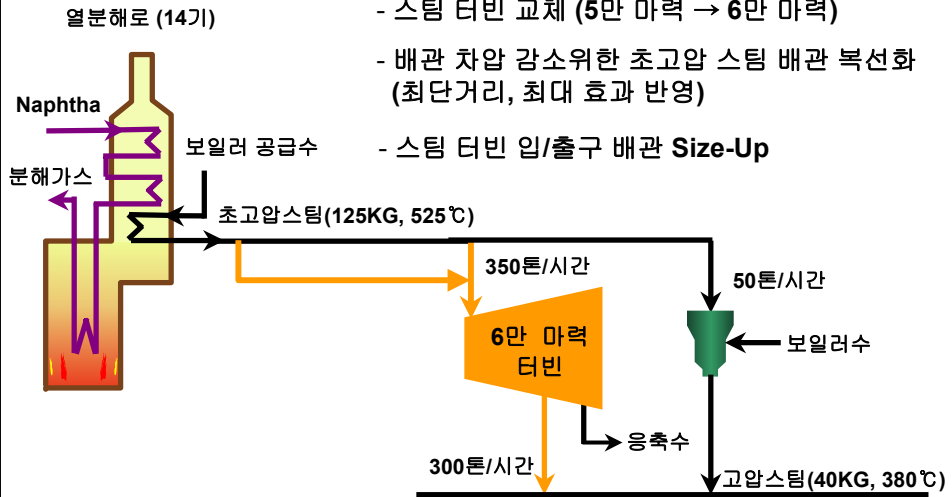 열분해로 (14기)
- 스팀 터빈 교체 (5만 마력 → 6만 마력)
- 배관 차압 감소위한 초고압 스팀 배관 복선화
(최단거리, 최대 효과 반영)
- 스팀 터빈 입/출구 배관 Size-Up
Naphtha
보일러 공급수
분해가스
초고압스팀(125KG, 525℃)
350톤/시간
50톤/시간
6만 마력
터빈
보일러수
응축수
300톤/시간
고압스팀(40KG, 380℃)